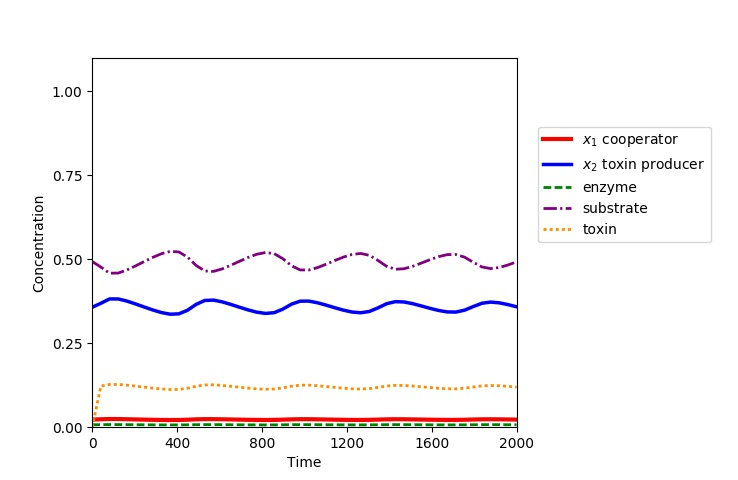 1.00
0.75
0.50
0.25
0.00
Concentration
0 400 800 1200 1600 2000
Time
x₁ cooperator
x₂ toxin producer
enzyme
substrate
toxin